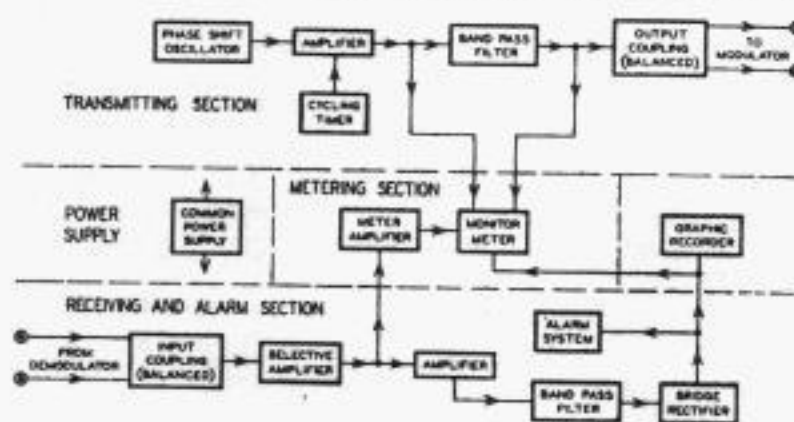 PHASE SHIFT
OSCILLATOR
AMPLIFIER
BAND PASS
FILTER
OUTPUT
COUPLING
(BALANCED)
TO
MODULATOR
TRANSMITTING SECTION
CYCLING
TIMER
METERING SECTION
POWER
SUPPLY
COMMON
POWER
SUPPLY
METER
AMPLIFIER
MONITOR
METER
GRAPHIC
RECORDER
RECEIVING AND ALARM SECTION
FROM
DEMODULATOR
INPUT
COUPLING
(BALANCED)
SELECTIVE
AMPLIFIER
AMPLIFIER
ALARM
SYSTEM
BAND PASS
FILTER
BRIDGE
RECTIFIER